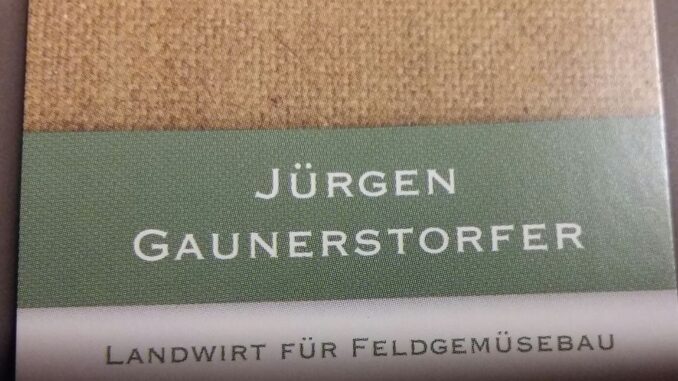 JÜRGEN
GAUNERSTORFER
LANDWIRT FÜR FELDGEMÜSEBAU